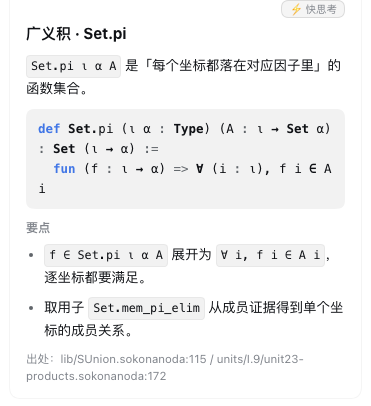 ⚡ 快思考
广义积 · Set.pi
Set.pi ι α A 是「每个坐标都落在对应因子里」的
函数集合。
def Set.pi (ι α : Type) (A : ι → Set α)
: Set (ι → α) :=
  fun (f : ι → α) => ∀ (i : ι), f i ∈ A
i
要点
• f ∈ Set.pi ι α A 展开为 ∀ i, f i ∈ A i，
逐坐标都要满足。
• 取用子 Set.mem_pi_elim 从成员证据得到单个坐
标的成员关系。
出处：lib/SUnion.sokonanoda:115 / units/I.9/unit23-
products.sokonanoda:172